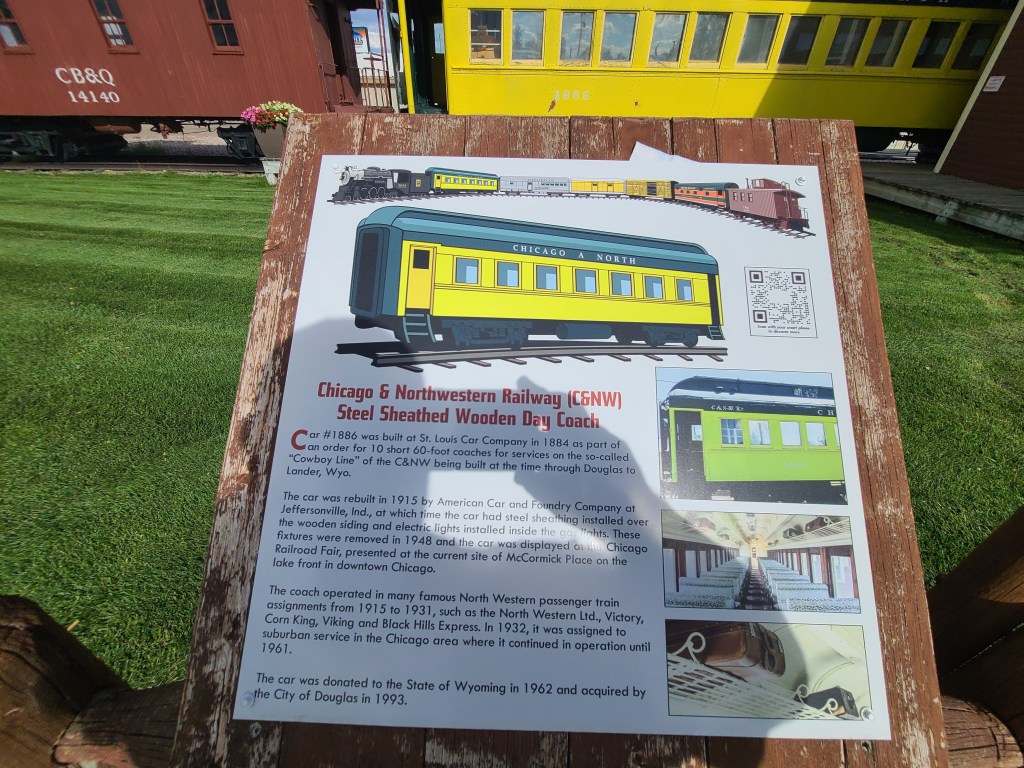 CB&Q
14140
1886
CHICAGO A NORTH
Scan with your smart phone
to discover more.
Chicago & Northwestern Railway (C&NW)
Steel Sheathed Wooden Day Coach
Car #1886 was built at St. Louis Car Company in 1884 as part of
an order for 10 short 60-foot coaches for services on the so-called
"Cowboy Line" of the C&NW being built at the time through Douglas to
Lander, Wyo.
The car was rebuilt in 1915 by American Car and Foundry Company at
Jeffersonville, Ind., at which time the car had steel sheathing installed over
the wooden siding and electric lights installed inside the gas lights. These
fixtures were removed in 1948 and the car was displayed at the Chicago
Railroad Fair, presented at the current site of McCormick Place on the
lake front in downtown Chicago.
The coach operated in many famous North Western passenger train
assignments from 1915 to 1931, such as the North Western Ltd., Victory,
Corn King, Viking and Black Hills Express. In 1932, it was assigned to
suburban service in the Chicago area where it continued in operation until
1961.
The car was donated to the State of Wyoming in 1962 and acquired by
the City of Douglas in 1993.
C.& N-W Ry. CH